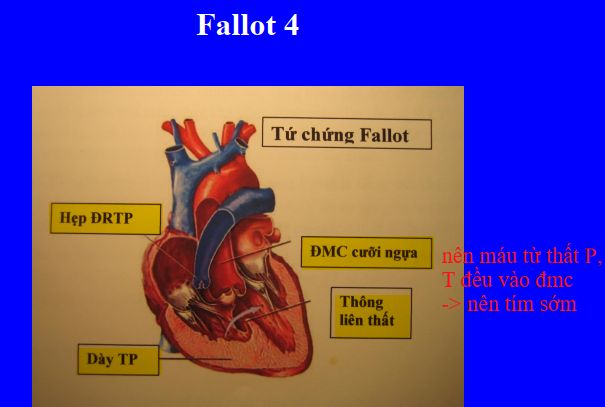 Fallot 4
Tứ chứng Fallot
Hẹp ĐRTP
ĐMC cưỡi ngựa
nên máu từ thất P,
T đều vào đmc
-> nên tím sớm
Thông
liên thất
Dày TP